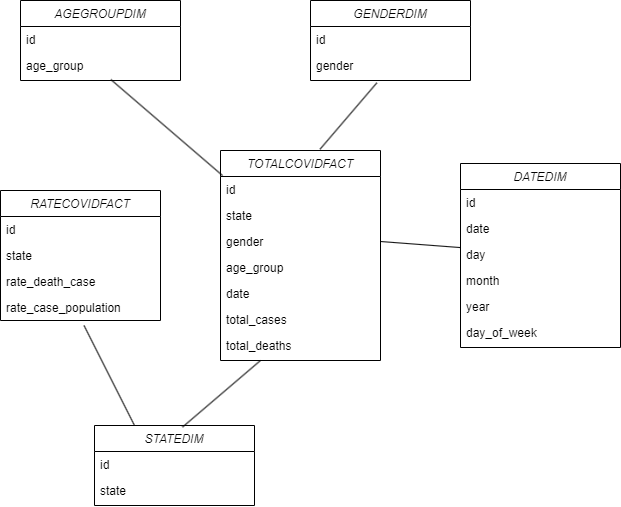 AGEGROUPDIM
id
age_group
GENDERDIM
id
gender
TOTALCOVIDFACT
id
state
gender
age_group
date
total_cases
total_deaths
DATEDIM
id
date
day
month
year
day_of_week
RATECOVIDFACT
id
state
rate_death_case
rate_case_population
STATEDIM
id
state